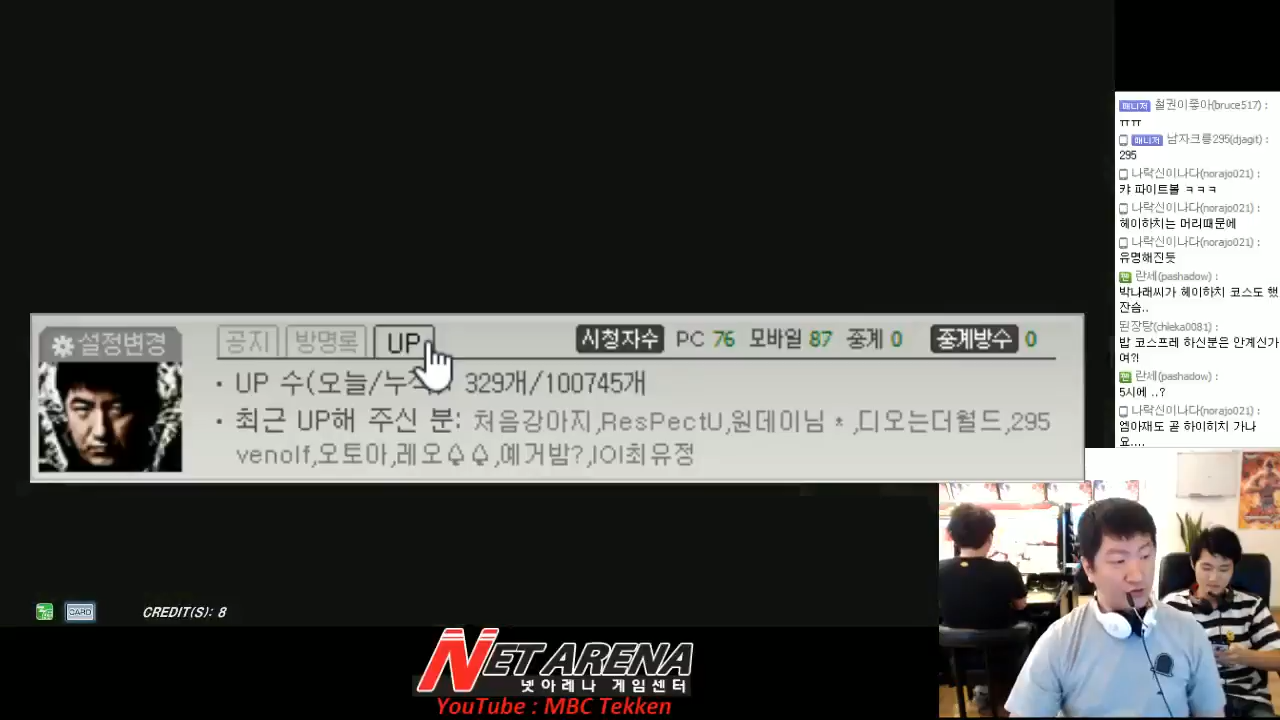 설정변경
공지 방명록 UP
시청자수 PC 76 모바일 87 중계 0 중계방수 0
· UP 수(오늘/누적) 329개/100745개
· 최근 UP해 주신 분: 처음강아지,ResPectU,원데이님 * ,디오는더월드,295
venolf,오토아,레오♤♤,예거밤?,IOI최유정
CARD
CREDIT(S): 8
NET ARENA
넷아레나 게임센터
YouTube : MBC Tekken
매니저 철권이좋아(bruce517) :
ㅠㅠ
매니저 남자크롱295(djagit) :
295
나락신이나다(norajo021) :
캬 파이트볼 ㅋㅋㅋ
나락신이나다(norajo021) :
헤이하치는 머리때문에
나락신이나다(norajo021) :
유명해진듯
팬 란세(pashadow) :
박나래씨가 헤이하치 코스도 했
잖슴..
된장탕(chieka0081) :
밥 코스프레 하신분은 안계신가
여?!
팬 란세(pashadow) :
5시에 ..?
나락신이나다(norajo021) :
엠아재도 곧 하이히치 가나
요....